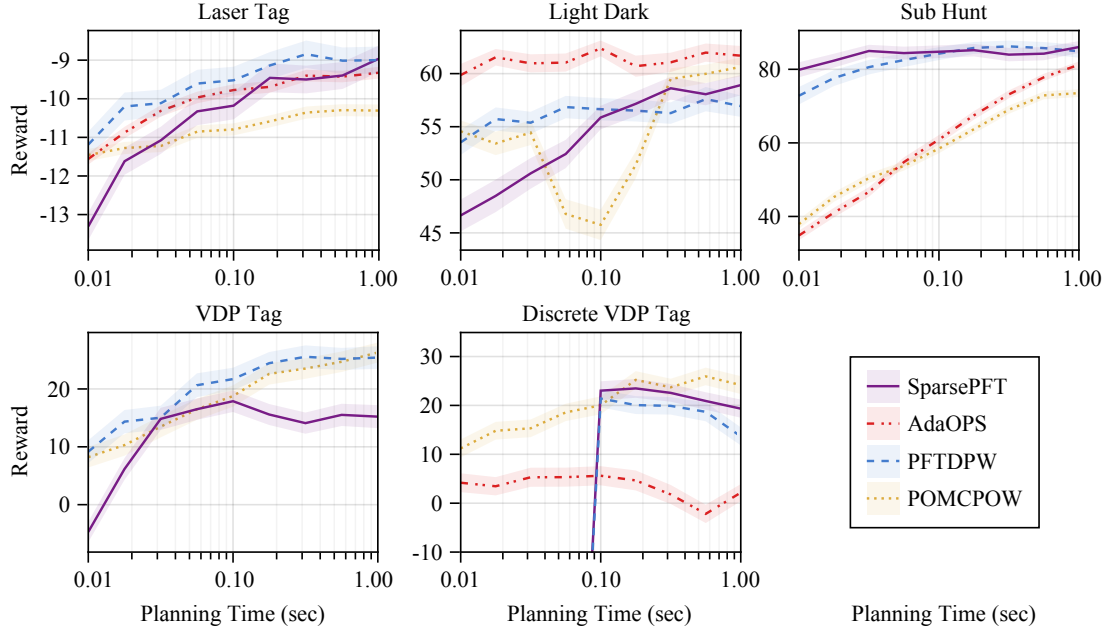 Laser Tag
Light Dark
Sub Hunt
Reward
-9
-10
-11
-12
-13
0.01
0.10
1.00
60
55
50
45
0.01
0.10
1.00
80
60
40
0.01
0.10
1.00
VDP Tag
Discrete VDP Tag
Reward
20
10
0
0.01
0.10
1.00
Planning Time (sec)
30
20
10
0
-10
0.01
0.10
1.00
Planning Time (sec)
SparsePFT
AdaOPS
PFTDPW
POMCPOW
Planning Time (sec)